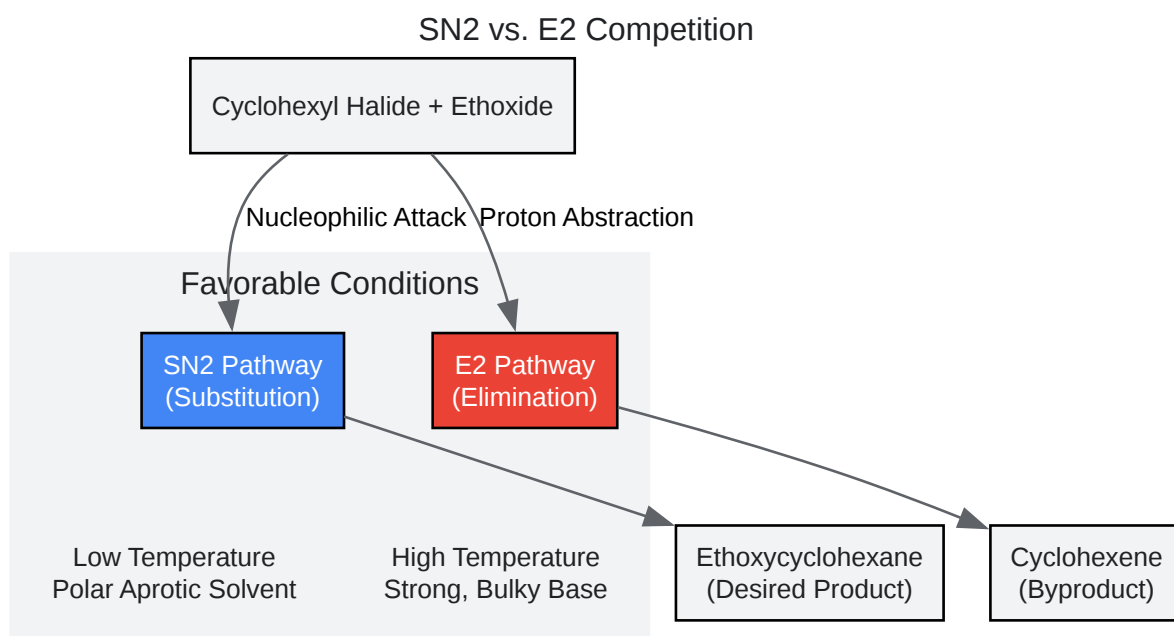 SN2 vs. E2 Competition
Cyclohexyl Halide + Ethoxide
Nucleophilic Attack
Proton Abstraction
Favorable Conditions
SN2 Pathway
(Substitution)
E2 Pathway
(Elimination)
Low Temperature
Polar Aprotic Solvent
High Temperature
Strong, Bulky Base
Ethoxycyclohexane
(Desired Product)
Cyclohexene
(Byproduct)